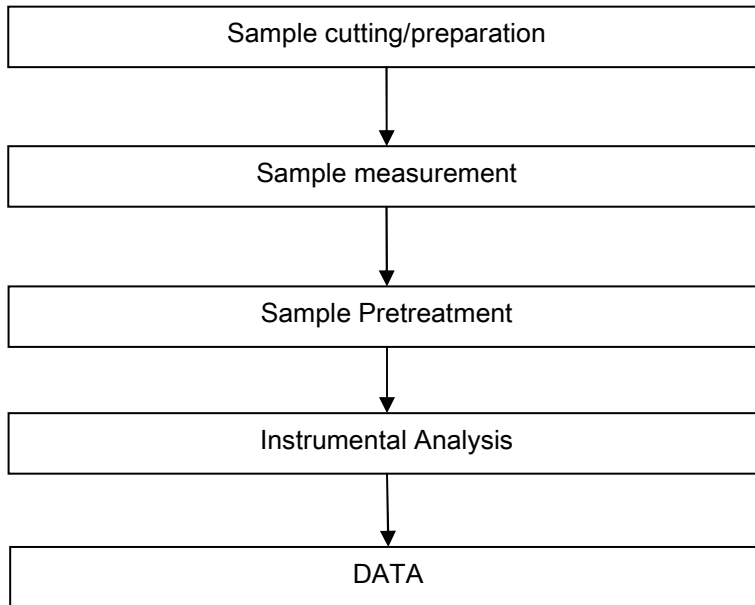 Sample cutting/preparation
Sample measurement
Sample Pretreatment
Instrumental Analysis
DATA